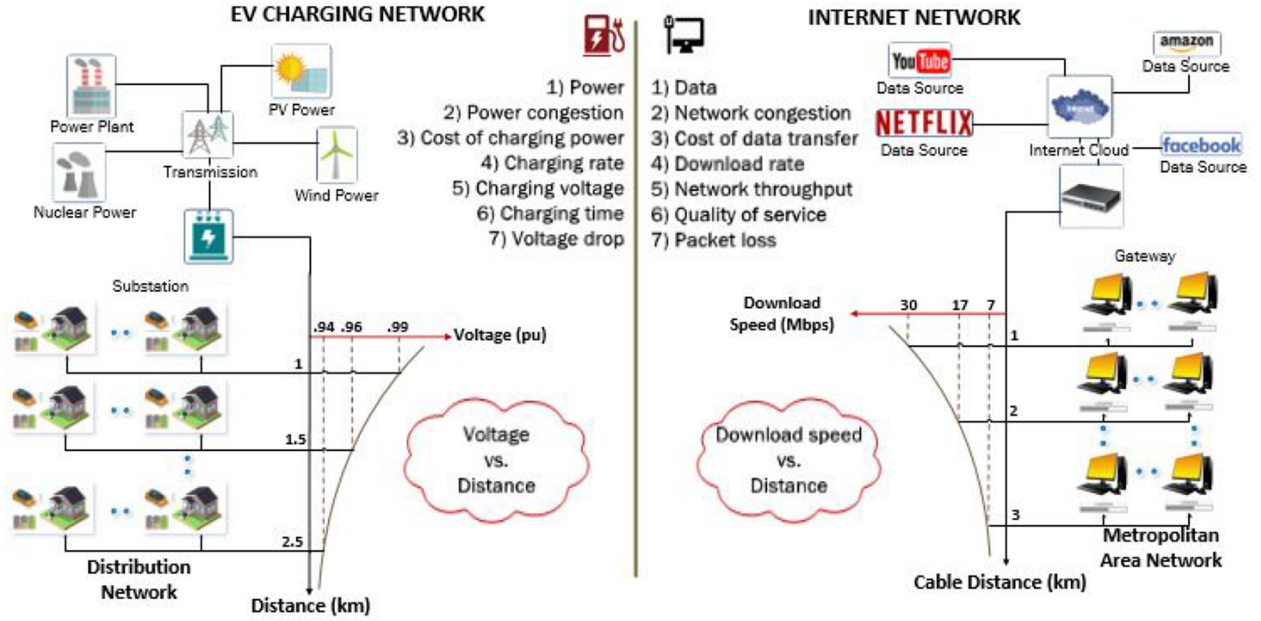 EV CHARGING NETWORK
Power Plant
PV Power
Transmission
Nuclear Power
Wind Power
Substation
1) Power
2) Power congestion
3) Cost of charging power
4) Charging rate
5) Charging voltage
6) Charging time
7) Voltage drop
.94 .96 .99
Voltage (pu)
1
1.5
2.5
Voltage
vs.
Distance
Distribution
Network
Distance (km)
INTERNET NETWORK
1) Data
2) Network congestion
3) Cost of data transfer
4) Download rate
5) Network throughput
6) Quality of service
7) Packet loss
YouTube
Data Source
amazon
Data Source
NETFLIX
Data Source
Internet Cloud
facebook
Data Source
Gateway
Download
Speed (Mbps)
30 17 7
1
2
3
Download speed
vs.
Distance
Metropolitan
Area Network
Cable Distance (km)